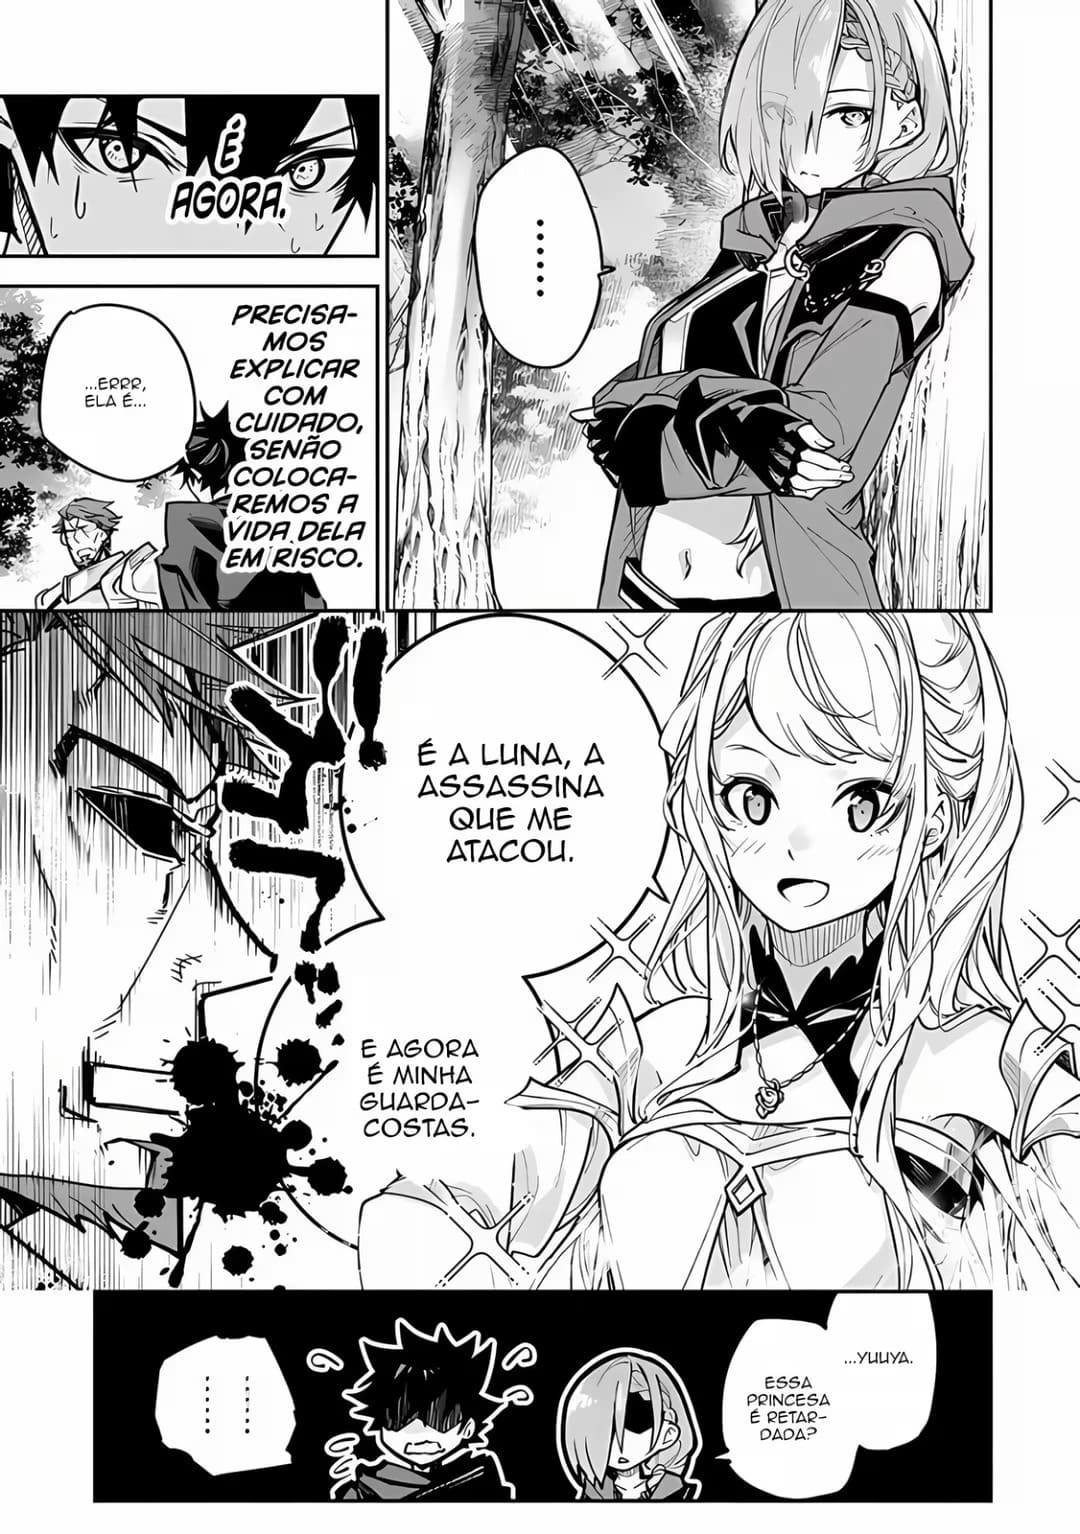 ......
É
AGORA.
PRECISA-
MOS
EXPLICAR
COM
CUIDADO,
SENÃO
COLOCA-
REMOS A
VIDA DELA
EM RISCO.
...ERRR,
ELA É...
É A LUNA, A
ASSASSINA
QUE ME
ATACOU.
E AGORA
É MINHA
GUARDA-
COSTAS.
...YUUYA.
ESSA
PRINCESA
É RETAR-
DADA?
......
......